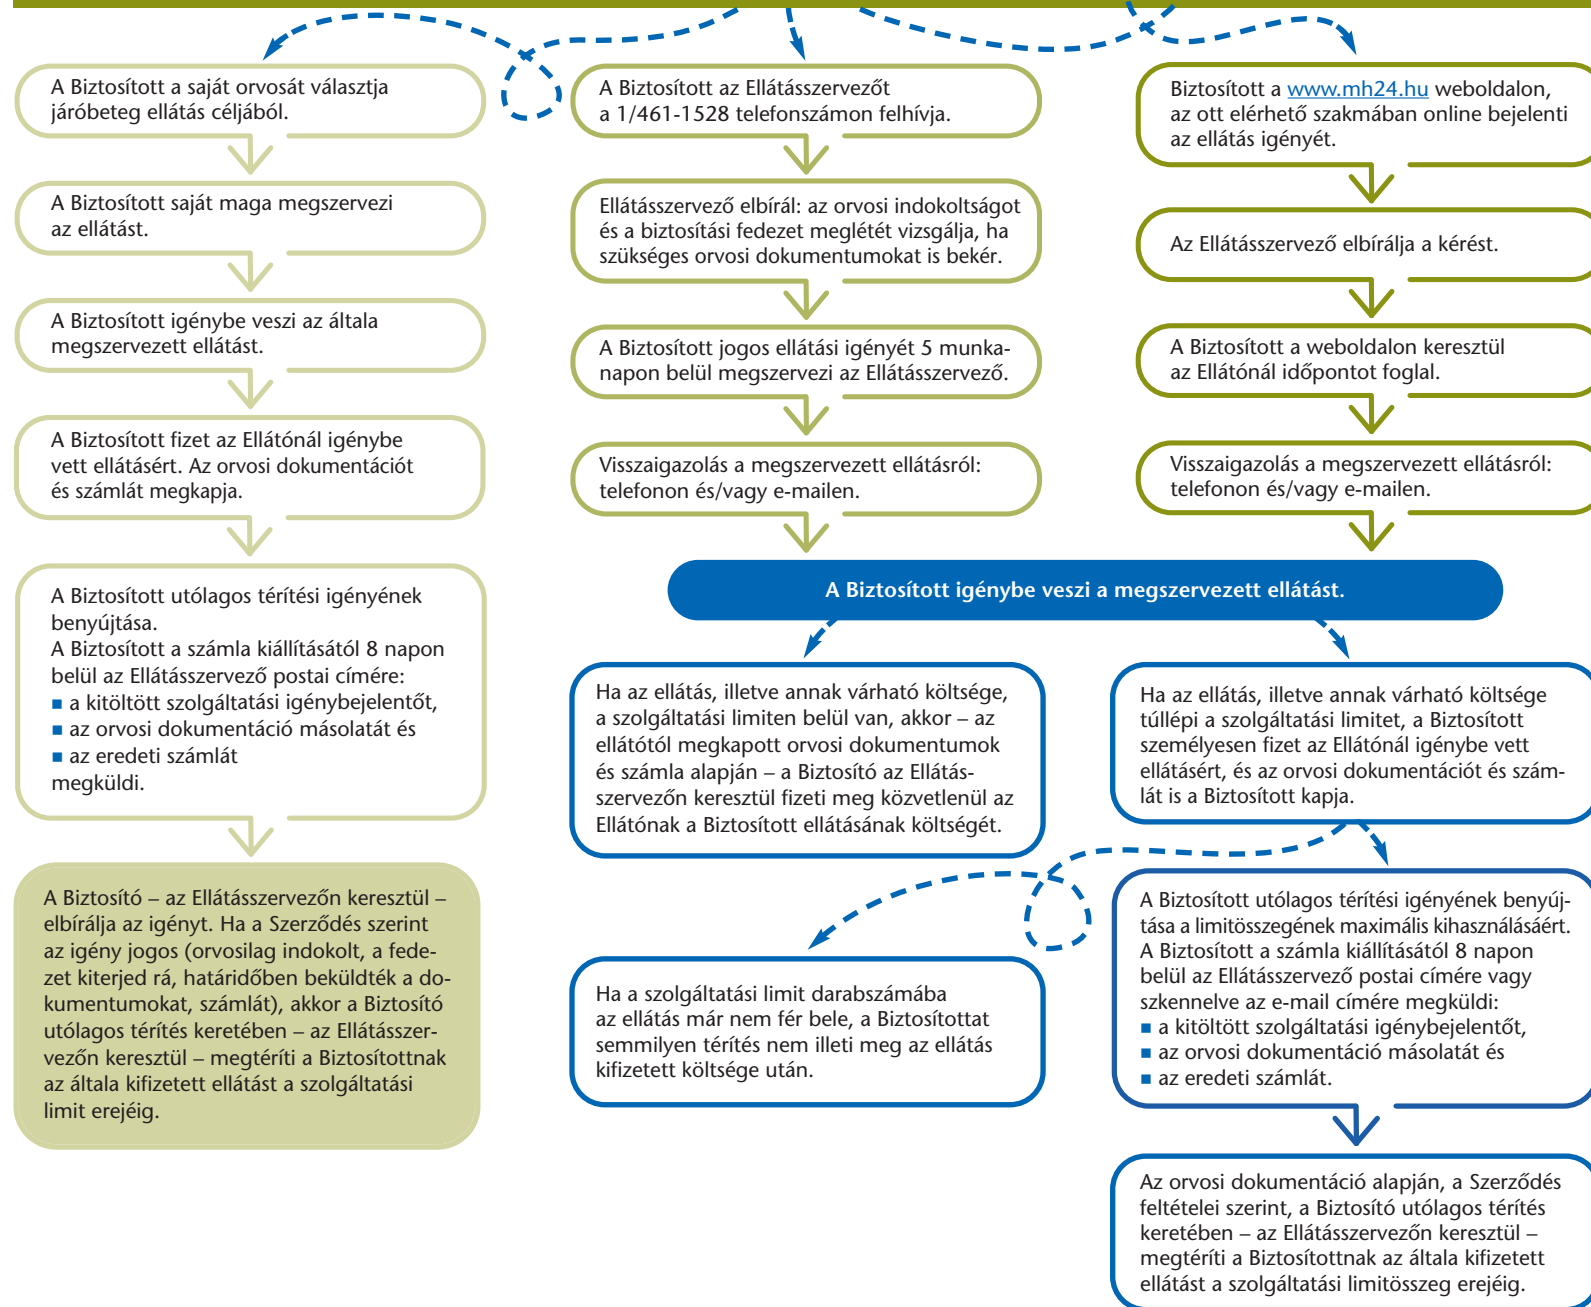 A Biztosított a saját orvosát választja
járóbeteg ellátás céljából.
A Biztosított saját maga megszervezi
az ellátást.
A Biztosított igénybe veszi az általa
megszervezett ellátást.
A Biztosított fizet az Ellátónál igénybe
vett ellátásért. Az orvosi dokumentációt
és számlát megkapja.
A Biztosított utólagos térítési igényének
benyújtása.
A Biztosított a számla kiállításától 8 napon
belül az Ellátásszervező postai címére:
■ a kitöltött szolgáltatási igénybejelentőt,
■ az orvosi dokumentáció másolatát és
■ az eredeti számlát
megküldi.
A Biztosító – az Ellátásszervezőn keresztül –
elbírálja az igényt. Ha a Szerződés szerint
az igény jogos (orvosilag indokolt, a fede-
zet kiterjed rá, határidőben beküldték a do-
kumentumokat, számlát), akkor a Biztosító
utólagos térítés keretében – az Ellátásszer-
vezőn keresztül – megtéríti a Biztosítottnak
az általa kifizetett ellátást a szolgáltatási
limit erejéig.
A Biztosított az Ellátásszervezőt
a 1/461-1528 telefonszámon felhívja.
Ellátásszervező elbírál: az orvosi indokoltságot
és a biztosítási fedezet meglétét vizsgálja, ha
szükséges orvosi dokumentumokat is bekér.
A Biztosított jogos ellátási igényét 5 munka-
napon belül megszervezi az Ellátásszervező.
Visszaigazolás a megszervezett ellátásról:
telefonon és/vagy e-mailen.
Biztosított a www.mh24.hu weboldalon,
az ott elérhető szakmában online bejelenti
az ellátás igényét.
Az Ellátásszervező elbírálja a kérést.
A Biztosított a weboldalon keresztül
az Ellátónál időpontot foglal.
Visszaigazolás a megszervezett ellátásról:
telefonon és/vagy e-mailen.
A Biztosított igénybe veszi a megszervezett ellátást.
Ha az ellátás, illetve annak várható költsége,
a szolgáltatási limiten belül van, akkor – az
ellátótól megkapott orvosi dokumentumok
és számla alapján – a Biztosító az Ellátás-
szervezőn keresztül fizeti meg közvetlenül az
Ellátónak a Biztosított ellátásának költségét.
Ha az ellátás, illetve annak várható költsége
túllépi a szolgáltatási limitet, a Biztosított
személyesen fizet az Ellátónál igénybe vett
ellátásért, és az orvosi dokumentációt és szám-
lát is a Biztosított kapja.
Ha a szolgáltatási limit darabszámába
az ellátás már nem fér bele, a Biztosítottat
semmilyen térítés nem illeti meg az ellátás
kifizetett költsége után.
A Biztosított utólagos térítési igényének benyúj-
tása a limitösszegének maximális kihasználásáért.
A Biztosított a számla kiállításától 8 napon
belül az Ellátásszervező postai címére vagy
szkennelve az e-mail címére megküldi:
■ a kitöltött szolgáltatási igénybejelentőt,
■ az orvosi dokumentáció másolatát és
■ az eredeti számlát.
Az orvosi dokumentáció alapján, a Szerződés
feltételei szerint, a Biztosító utólagos térítés
keretében – az Ellátásszervezőn keresztül –
megtéríti a Biztosítottnak az általa kifizetett
ellátást a szolgáltatási limitösszeg erejéig.